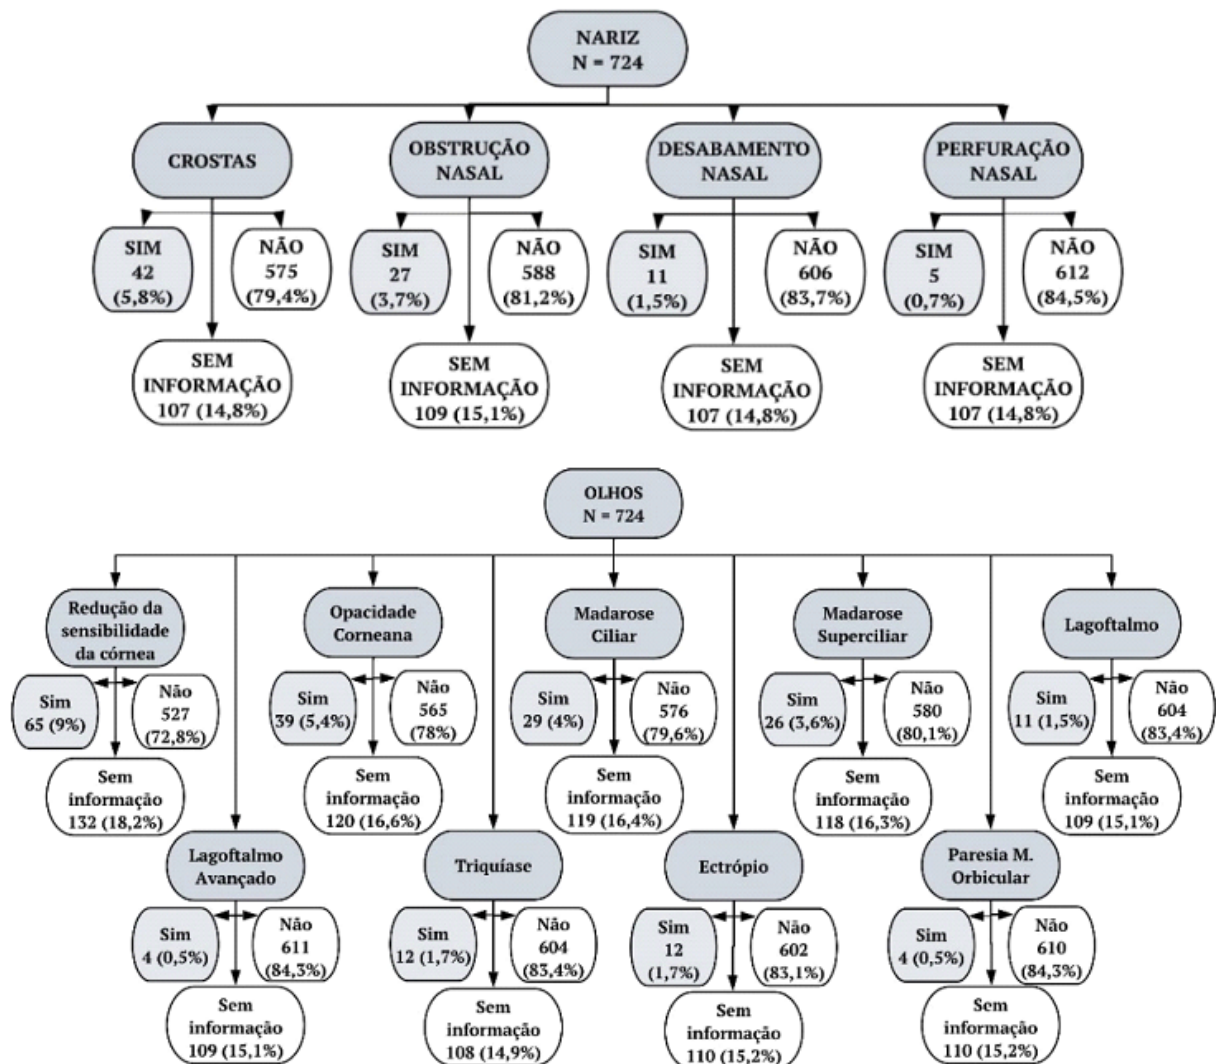 NARIZ
N = 724
CROSTAS
OBSTRUÇÃO
NASAL
DESABAMENTO
NASAL
PERFURAÇÃO
NASAL
SIM
42
(5,8%)
NÃO
575
(79,4%)
SIM
27
(3,7%)
NÃO
588
(81,2%)
SIM
11
(1,5%)
NÃO
606
(83,7%)
SIM
5
(0,7%)
NÃO
612
(84,5%)
SEM
INFORMAÇÃO
107 (14,8%)
SEM
INFORMAÇÃO
109 (15,1%)
SEM
INFORMAÇÃO
107 (14,8%)
SEM
INFORMAÇÃO
107 (14,8%)
OLHOS
N = 724
Redução da
sensibilidade
da córnea
Opacidade
Corneana
Madarose
Ciliar
Madarose
Superciliar
Lagoftalmo
Sim
65 (9%)
Não
527
(72,8%)
Sim
39 (5,4%)
Não
565
(78%)
Sim
29 (4%)
Não
576
(79,6%)
Sim
26 (3,6%)
Não
580
(80,1%)
Sim
11 (1,5%)
Não
604
(83,4%)
Sem
informação
132 (18,2%)
Sem
informação
120 (16,6%)
Sem
informação
119 (16,4%)
Sem
informação
118 (16,3%)
Sem
informação
109 (15,1%)
Lagoftalmo
Avançado
Triquíase
Ectrópio
Paresia M.
Orbicular
Sim
4 (0,5%)
Não
611
(84,3%)
Sim
12 (1,7%)
Não
604
(83,4%)
Sim
12
(1,7%)
Não
602
(83,1%)
Sim
4 (0,5%)
Não
610
(84,3%)
Sem
informação
109 (15,1%)
Sem
informação
108 (14,9%)
Sem
informação
110 (15,2%)
Sem
informação
110 (15,2%)